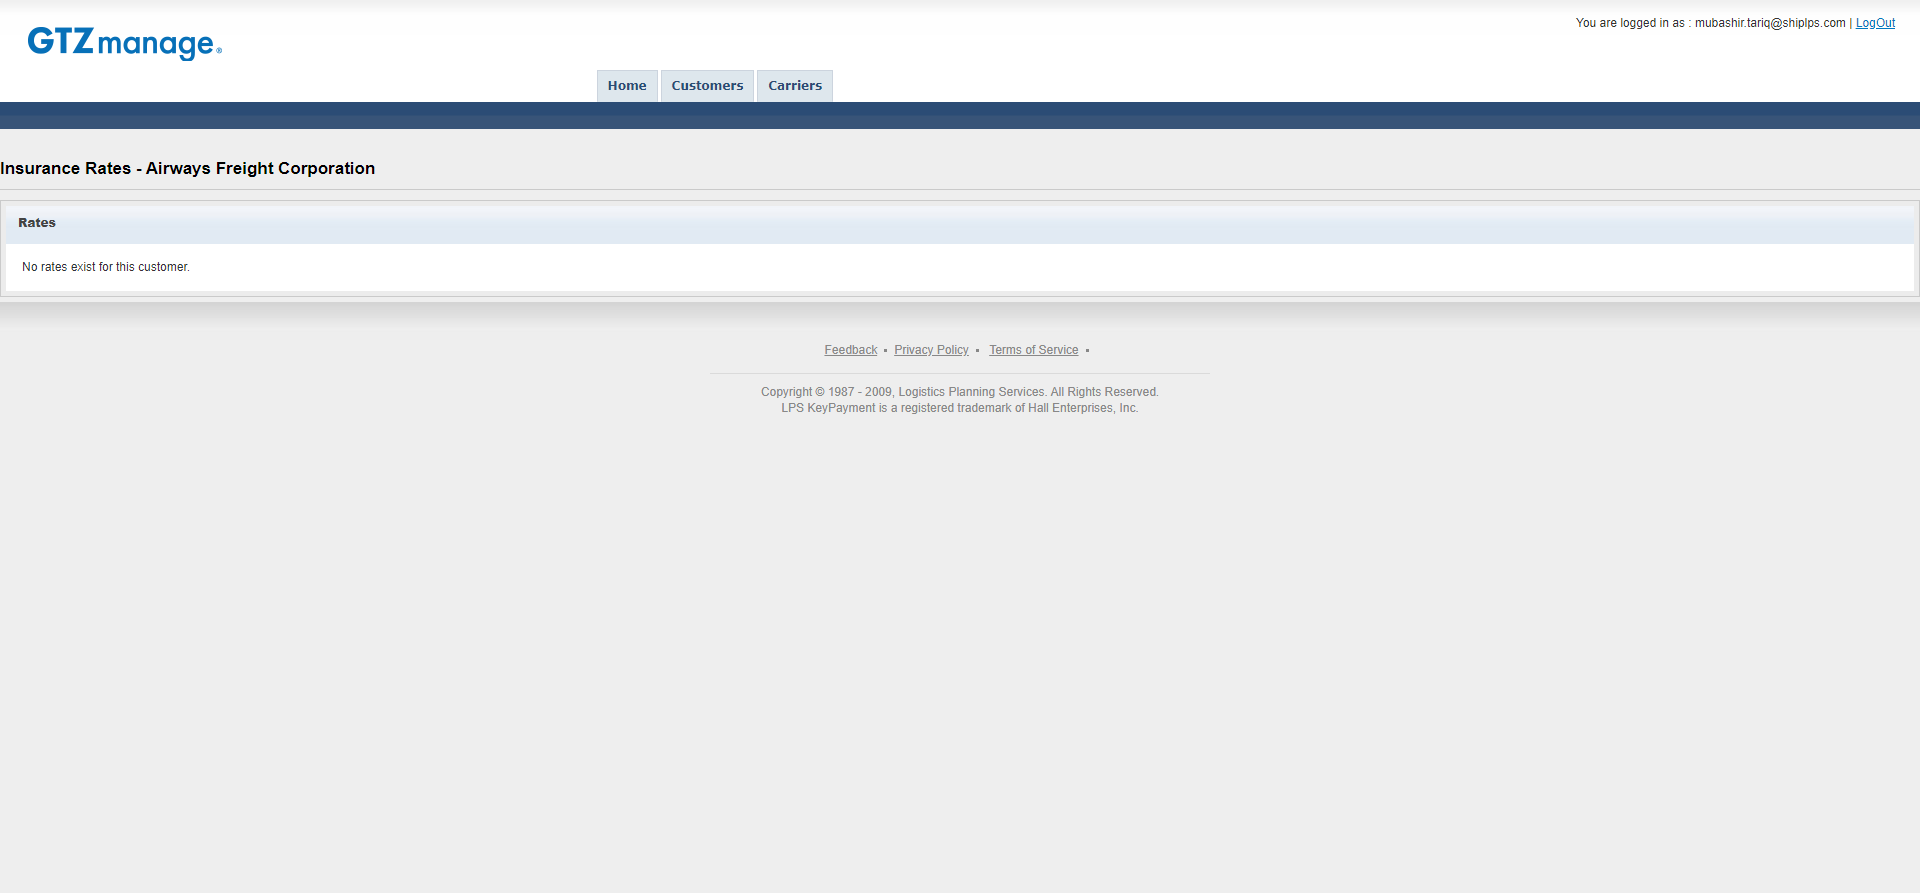 GTZmanage®
You are logged in as : mubashir.tariq@shiplps.com | LogOut
Home Customers Carriers
Insurance Rates - Airways Freight Corporation
Rates
No rates exist for this customer.
Feedback ▪ Privacy Policy ▪ Terms of Service ▪
Copyright © 1987 - 2009, Logistics Planning Services. All Rights Reserved.
LPS KeyPayment is a registered trademark of Hall Enterprises, Inc.